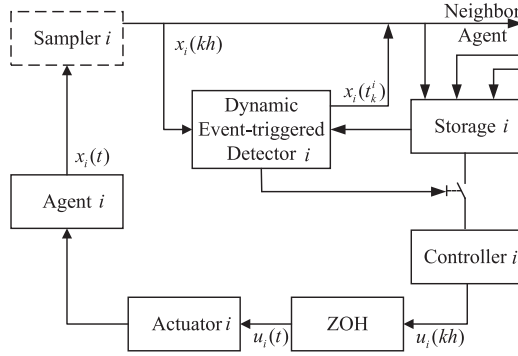 Neighbor
Agent
Sampler i
x_i(kh)
x_i(t_k^i)
Dynamic
Event-triggered
Detector i
Storage i
x_i(t)
Agent i
Controller i
Actuator i
u_i(t)
ZOH
u_i(kh)